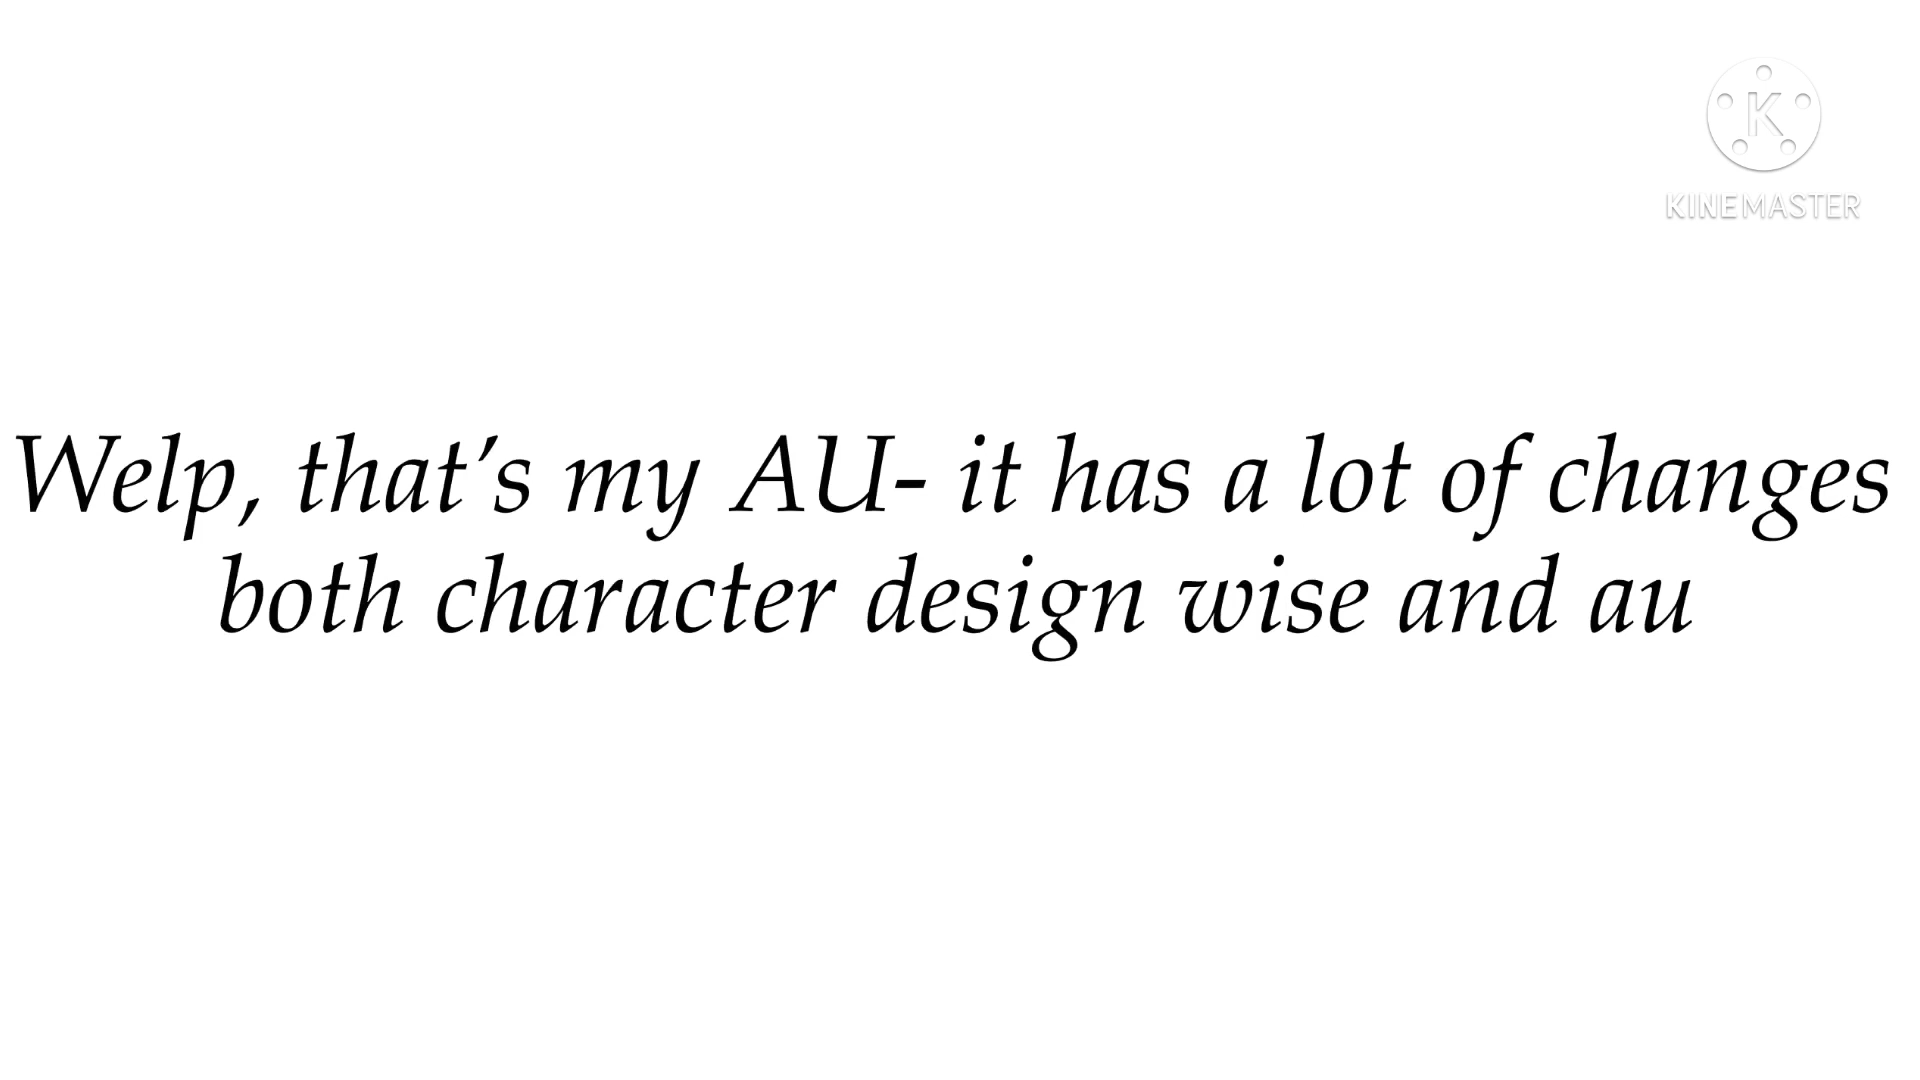 K
KINEMASTER
Welp, that’s my AU- it has a lot of changes
both character design wise and au